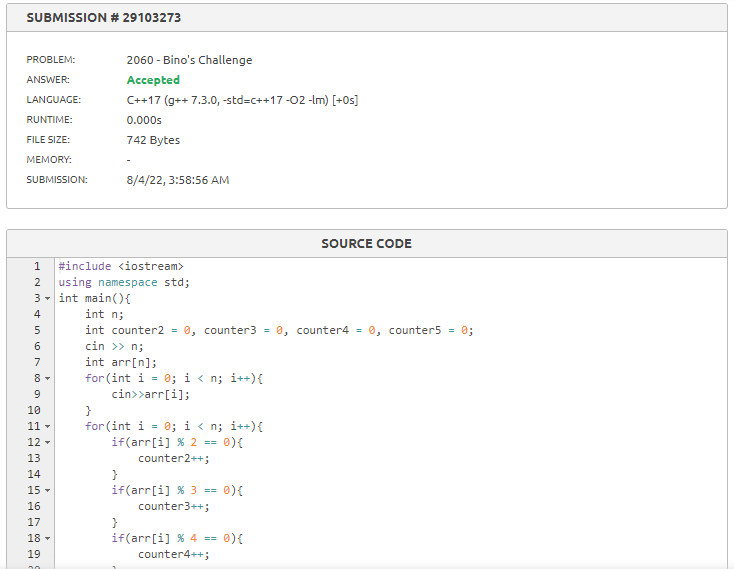 SUBMISSION # 29103273
PROBLEM: 2060 - Bino's Challenge
ANSWER: Accepted
LANGUAGE: C++17 (g++ 7.3.0, -std=c++17 -O2 -lm) [+0s]
RUNTIME: 0.000s
FILE SIZE: 742 Bytes
MEMORY: -
SUBMISSION: 8/4/22, 3:58:56 AM
SOURCE CODE
1 #include <iostream>
2 using namespace std;
3 int main(){
4     int n;
5     int counter2 = 0, counter3 = 0, counter4 = 0, counter5 = 0;
6     cin >> n;
7     int arr[n];
8     for(int i = 0; i < n; i++){
9         cin>>arr[i];
10     }
11     for(int i = 0; i < n; i++){
12         if(arr[i] % 2 == 0){
13             counter2++;
14         }
15         if(arr[i] % 3 == 0){
16             counter3++;
17         }
18         if(arr[i] % 4 == 0){
19             counter4++;
20         }